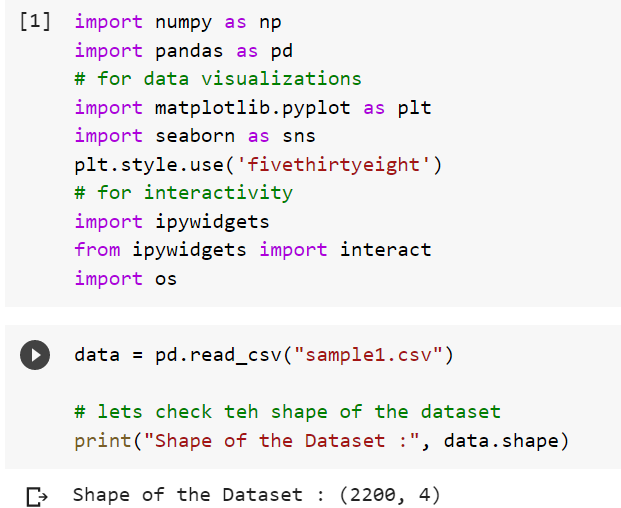 [1] import numpy as np
import pandas as pd
# for data visualizations
import matplotlib.pyplot as plt
import seaborn as sns
plt.style.use('fivethirtyeight')
# for interactivity
import ipywidgets
from ipywidgets import interact
import os
data = pd.read_csv("sample1.csv")
# lets check teh shape of the dataset
print("Shape of the Dataset :", data.shape)
Shape of the Dataset : (2200, 4)